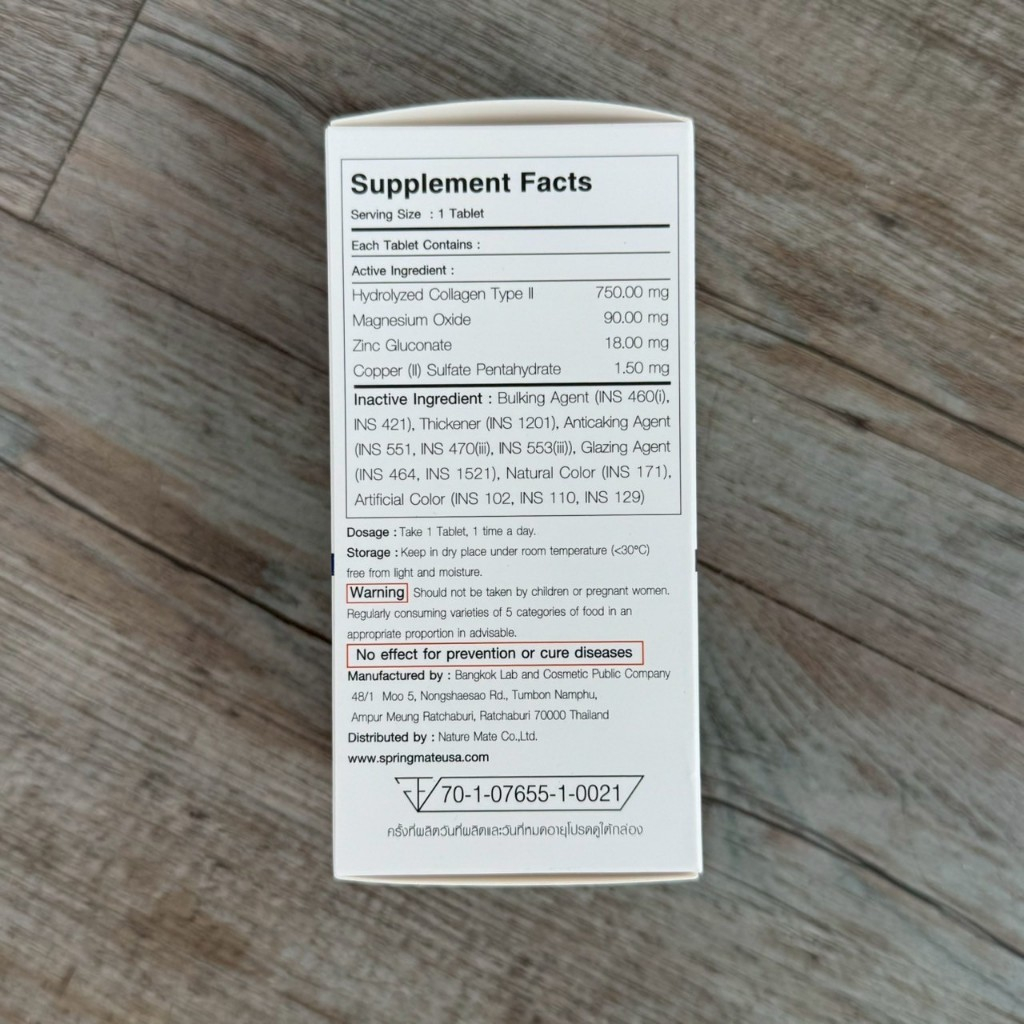 Supplement Facts
Serving Size : 1 Tablet
Each Tablet Contains :
Active Ingredient :
Hydrolyzed Collagen Type II 750.00 mg
Magnesium Oxide 90.00 mg
Zinc Gluconate 18.00 mg
Copper (II) Sulfate Pentahydrate 1.50 mg
Inactive Ingredient : Bulking Agent (INS 460(i),
INS 421), Thickener (INS 1201), Anticaking Agent
(INS 551, INS 470(iii), INS 553(iii)), Glazing Agent
(INS 464, INS 1521), Natural Color (INS 171),
Artificial Color (INS 102, INS 110, INS 129)
Dosage : Take 1 Tablet, 1 time a day.
Storage : Keep in dry place under room temperature (<30°C)
free from light and moisture.
Warning Should not be taken by children or pregnant women.
Regularly consuming varieties of 5 categories of food in an
appropriate proportion in advisable.
No effect for prevention or cure diseases
Manufactured by : Bangkok Lab and Cosmetic Public Company
48/1 Moo 5, Nongshaesao Rd., Tumbon Namphu,
Ampur Meung Ratchaburi, Ratchaburi 70000 Thailand
Distributed by : Nature Mate Co.,Ltd.
www.springmateusa.com
70-1-07655-1-0021
ครั้งที่ผลิตวันที่ผลิตและวันที่หมดอายุโปรดดูใต้กล่อง